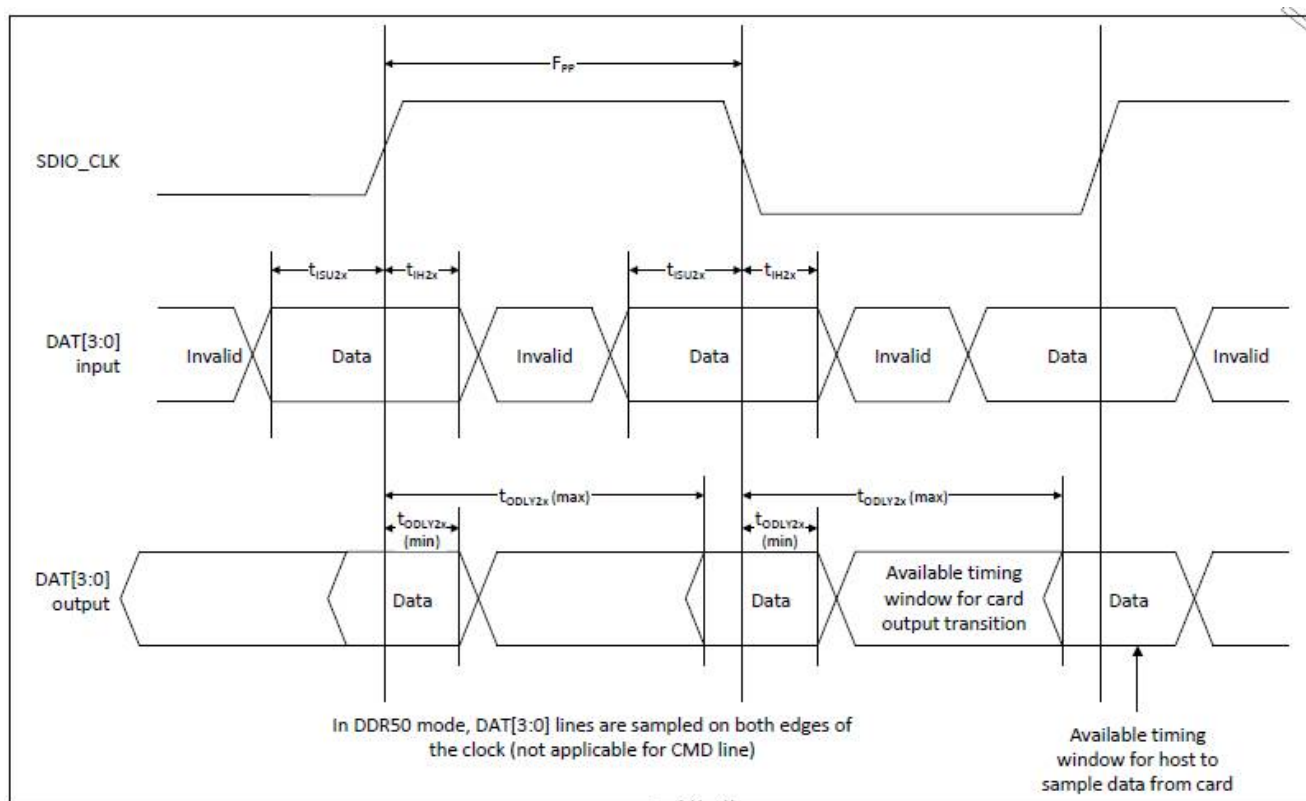 F_PP
SDIO_CLK
t_ISU2x t_IH2x t_ISU2x t_IH2x
DAT[3:0]
input
Invalid Data Invalid Data Invalid Data Invalid
t_ODLY2x (max) t_ODLY2x (max)
t_ODLY2x t_ODLY2x
(min) (min)
DAT[3:0]
output
Data Data Available timing
window for card
output transition
Data
In DDR50 mode, DAT[3:0] lines are sampled on both edges of
the clock (not applicable for CMD line)
Available timing
window for host to
sample data from card